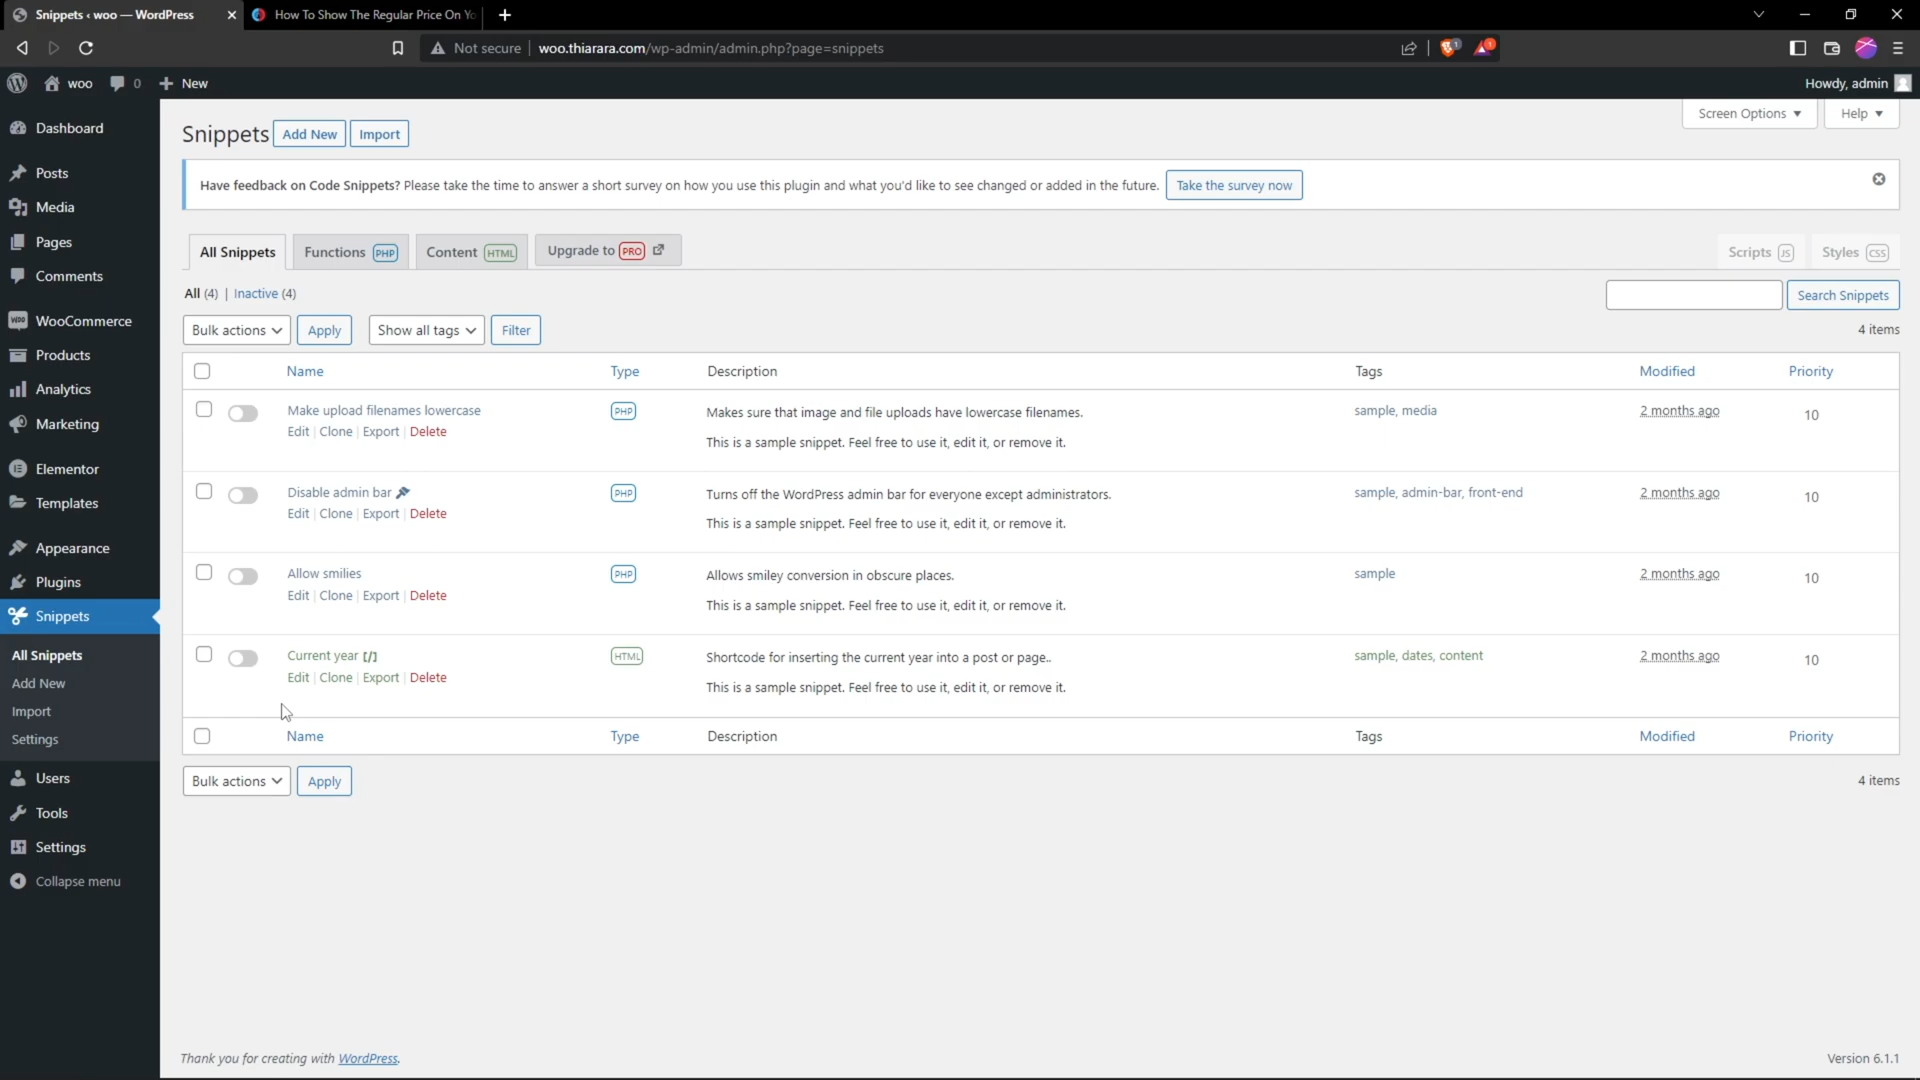 Snippets ‹ woo — WordPress
How To Show The Regular Price On Yo
Not secure
woo.thiarara.com/wp-admin/admin.php?page=snippets
1
1
woo
0
New
Howdy, admin
Dashboard
Posts
Media
Pages
Comments
WooCommerce
Products
Analytics
Marketing
Elementor
Templates
Appearance
Plugins
Snippets
All Snippets
Add New
Import
Settings
Users
Tools
Settings
Collapse menu
Screen Options
Help
Snippets
Add New
Import
Have feedback on Code Snippets? Please take the time to answer a short survey on how you use this plugin and what you'd like to see changed or added in the future.
Take the survey now
All Snippets
Functions PHP
Content HTML
Upgrade to PRO
Scripts JS
Styles CSS
All (4) | Inactive (4)
Search Snippets
Bulk actions
Apply
Show all tags
Filter
4 items
Name Type Description Tags Modified Priority
Make upload filenames lowercase PHP Makes sure that image and file uploads have lowercase filenames. sample, media 2 months ago 10
Edit | Clone | Export | Delete This is a sample snippet. Feel free to use it, edit it, or remove it.
Disable admin bar PHP Turns off the WordPress admin bar for everyone except administrators. sample, admin-bar, front-end 2 months ago 10
Edit | Clone | Export | Delete This is a sample snippet. Feel free to use it, edit it, or remove it.
Allow smilies PHP Allows smiley conversion in obscure places. sample 2 months ago 10
Edit | Clone | Export | Delete This is a sample snippet. Feel free to use it, edit it, or remove it.
Current year [/] HTML Shortcode for inserting the current year into a post or page.. sample, dates, content 2 months ago 10
Edit | Clone | Export | Delete This is a sample snippet. Feel free to use it, edit it, or remove it.
Name Type Description Tags Modified Priority
Bulk actions
Apply
4 items
Thank you for creating with WordPress.
Version 6.1.1